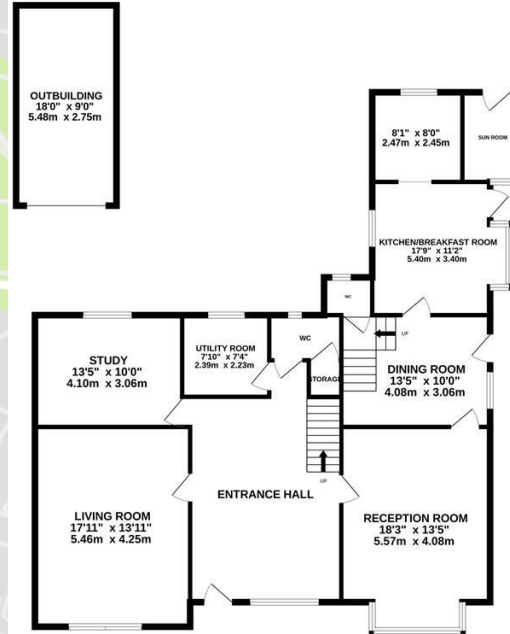 OUTBUILDING
18'0" x 9'0"
5.48m x 2.75m
8'1" x 8'0"
2.47m x 2.45m
SUN ROOM
KITCHEN/BREAKFAST ROOM
17'9" x 11'2"
5.40m x 3.40m
WC
WC
UP
STUDY
13'5" x 10'0"
4.10m x 3.06m
UTILITY ROOM
7'10" x 7'4"
2.39m x 2.23m
STORAGE
DINING ROOM
13'5" x 10'0"
4.08m x 3.06m
UP
ENTRANCE HALL
LIVING ROOM
17'11" x 13'11"
5.46m x 4.25m
RECEPTION ROOM
18'3" x 13'5"
5.57m x 4.08m